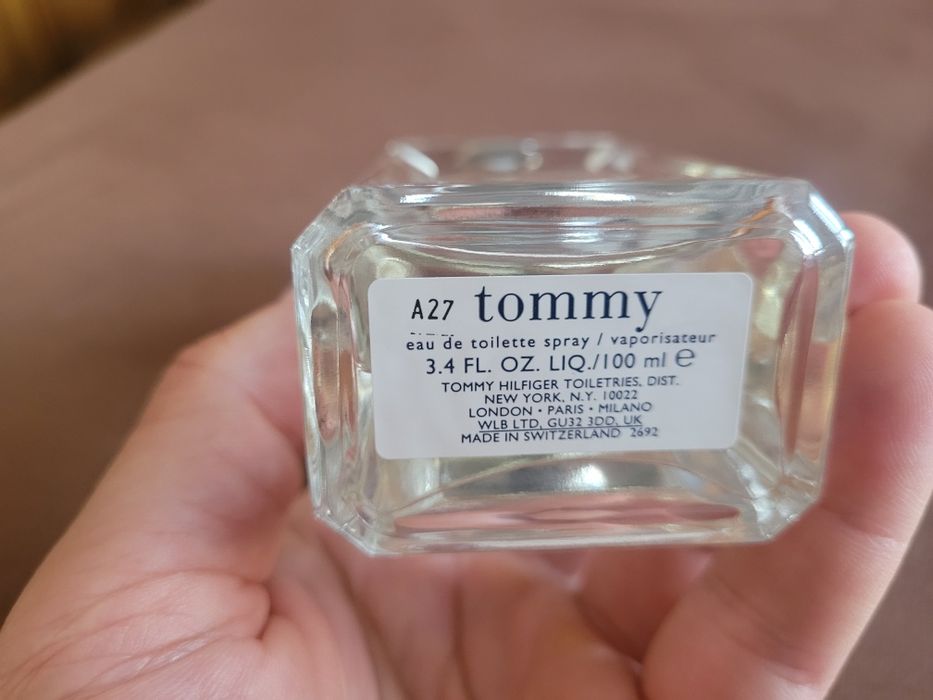 A27 tommy
eau de toilette spray / vaporisateur
3.4 FL. OZ. LIQ./100 ml ℮
TOMMY HILFIGER TOILETRIES, DIST.
NEW YORK, N.Y. 10022
LONDON • PARIS • MILANO
WLB LTD, GU32 3DD, UK
MADE IN SWITZERLAND 2692